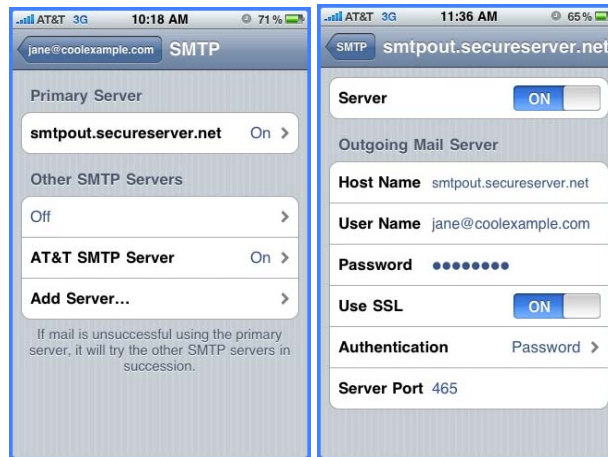 AT&T 3G 10:18 AM 71%
jane@coolexample.com SMTP
Primary Server
smtpout.secureserver.net On
Other SMTP Servers
Off
AT&T SMTP Server On
Add Server...
If mail is unsuccessful using the primary
server, it will try the other SMTP servers in
succession.
AT&T 3G 11:36 AM 65%
SMTP smtpout.secureserver.net
Server ON
Outgoing Mail Server
Host Name smtpout.secureserver.net
User Name jane@coolexample.com
Password ●●●●●●●●
Use SSL ON
Authentication Password
Server Port 465